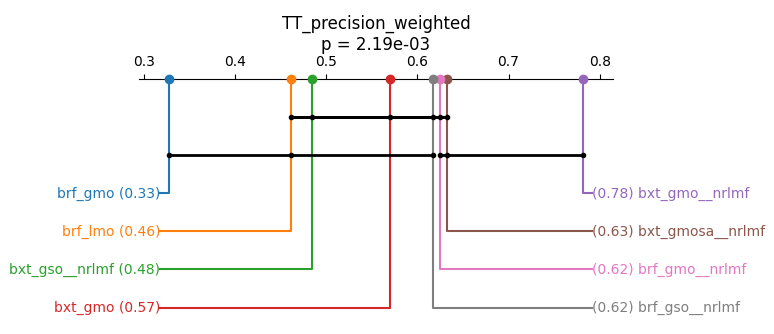 TT_precision_weighted
p = 2.19e-03
0.3 0.4 0.5 0.6 0.7 0.8
brf_gmo (0.33) (0.78) bxt_gmo__nrlmf
brf_lmo (0.46) (0.63) bxt_gmosa__nrlmf
bxt_gso__nrlmf (0.48) (0.62) brf_gmo__nrlmf
bxt_gmo (0.57) (0.62) brf_gso__nrlmf